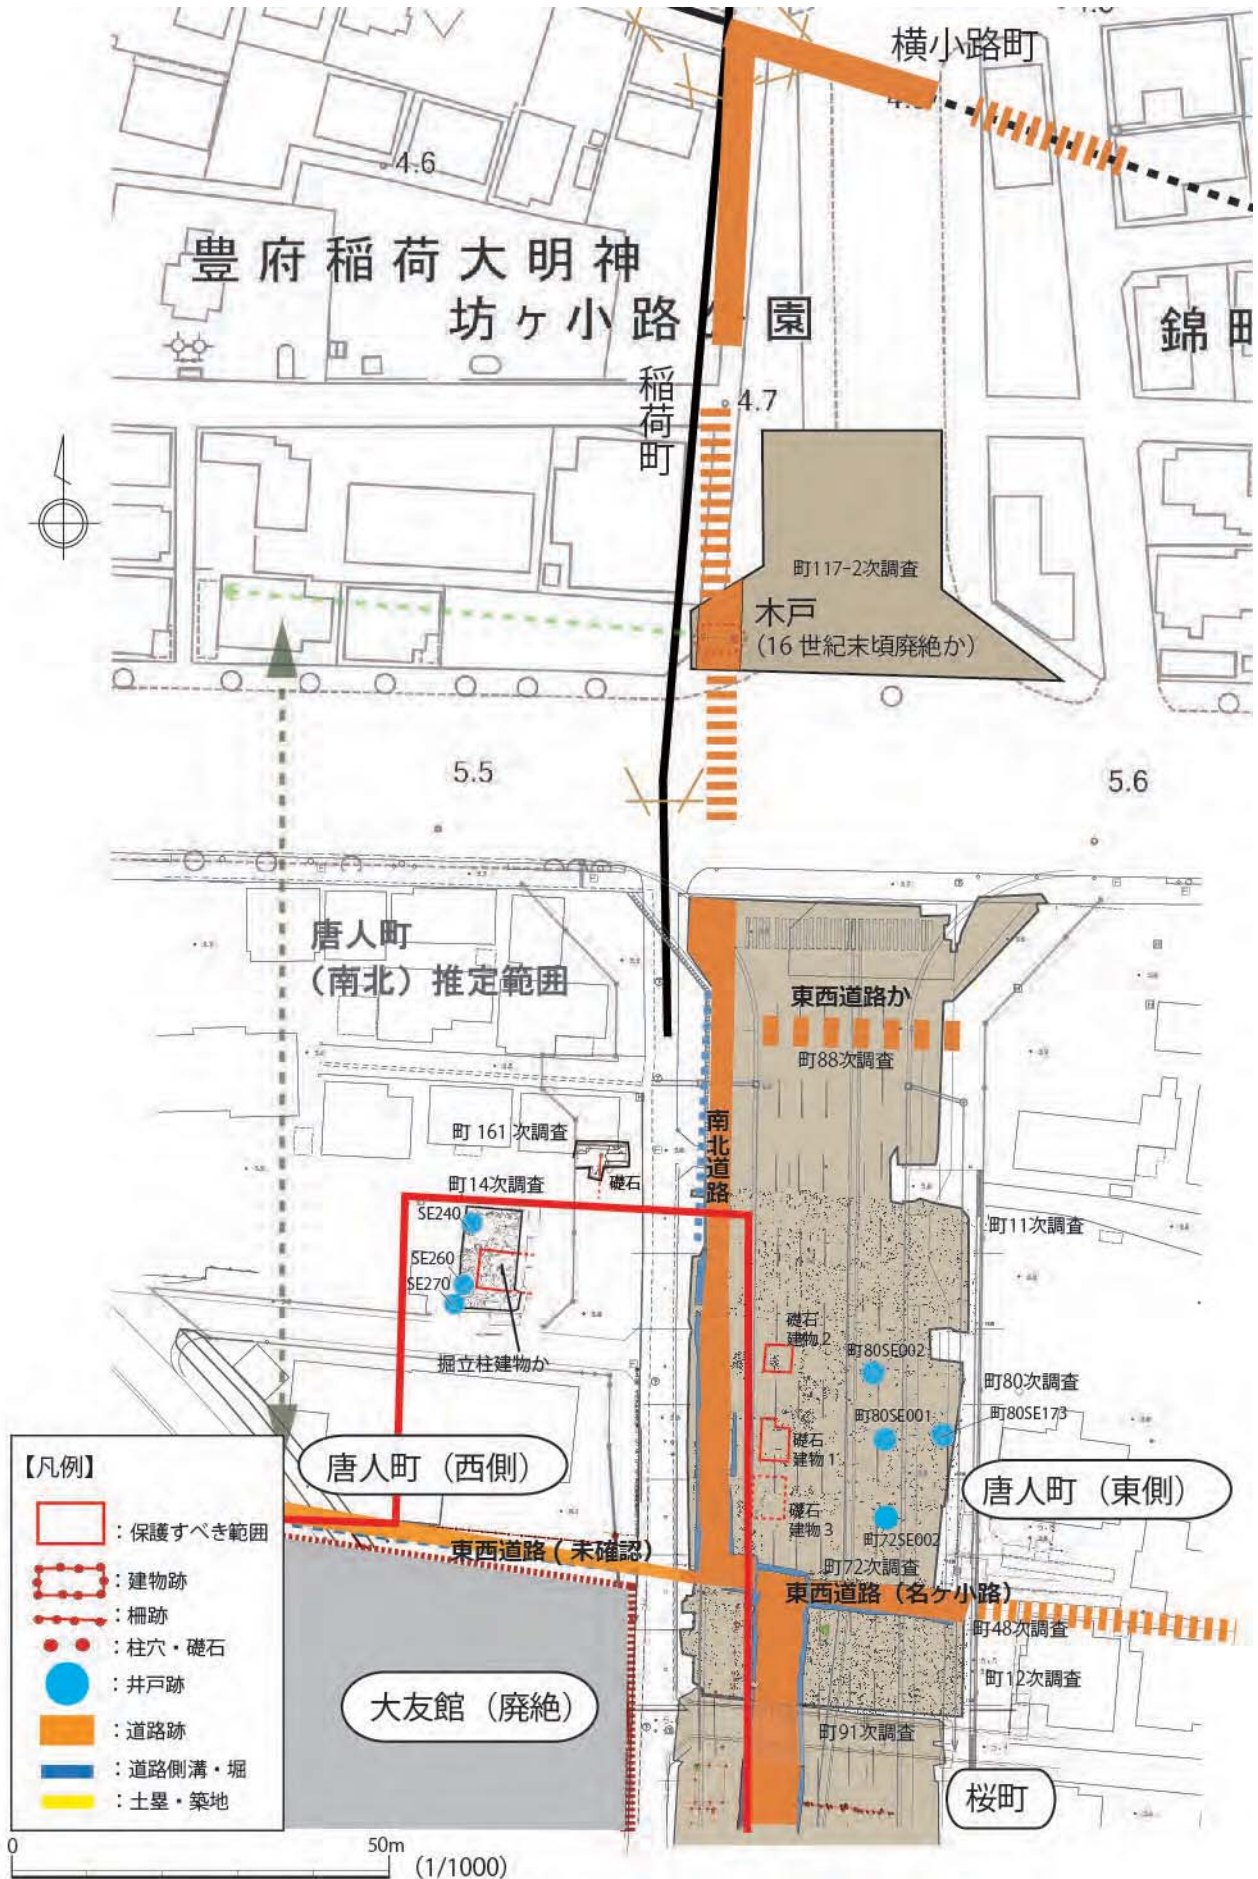 横小路町
4.6
豊府稲荷大明神
坊ヶ小路公園
錦町
稲荷町
4.7
町117-2次調査
木戸
(16世紀末頃廃絶か)
5.5
5.6
唐人町
(南北)推定範囲
東西道路か
町88次調査
南北道路
町161次調査
礎石
町14次調査
SE240
SE260
SE270
掘立柱建物か
町11次調査
礎石
建物2
町80SE002
町80次調査
町80SE001
町80SE173
礎石
建物1
礎石
建物3
町72SE002
唐人町(西側)
唐人町(東側)
東西道路(未確認)
町72次調査
東西道路(名ヶ小路)
町48次調査
町12次調査
大友館(廃絶)
町91次調査
桜町
【凡例】
:保護すべき範囲
:建物跡
:柵跡
:柱穴・礎石
:井戸跡
:道路跡
:道路側溝・堀
:土塁・築地
0 50m
(1/1000)